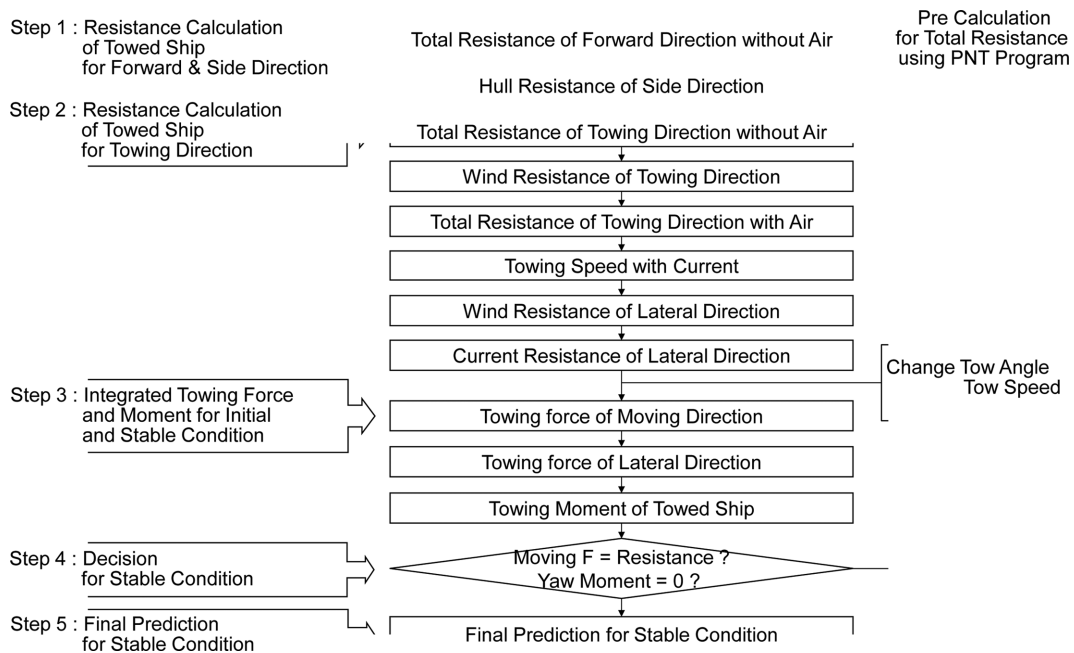 Step 1 : Resistance Calculation
of Towed Ship
for Forward & Side Direction
Total Resistance of Forward Direction without Air
Pre Calculation
for Total Resistance
using PNT Program
Hull Resistance of Side Direction
Step 2 : Resistance Calculation
of Towed Ship
for Towing Direction
Total Resistance of Towing Direction without Air
Wind Resistance of Towing Direction
Total Resistance of Towing Direction with Air
Towing Speed with Current
Wind Resistance of Lateral Direction
Current Resistance of Lateral Direction
Change Tow Angle
Tow Speed
Step 3 : Integrated Towing Force
and Moment for Initial
and Stable Condition
Towing force of Moving Direction
Towing force of Lateral Direction
Towing Moment of Towed Ship
Step 4 : Decision
for Stable Condition
Moving F = Resistance ?
Yaw Moment = 0 ?
Step 5 : Final Prediction
for Stable Condition
Final Prediction for Stable Condition